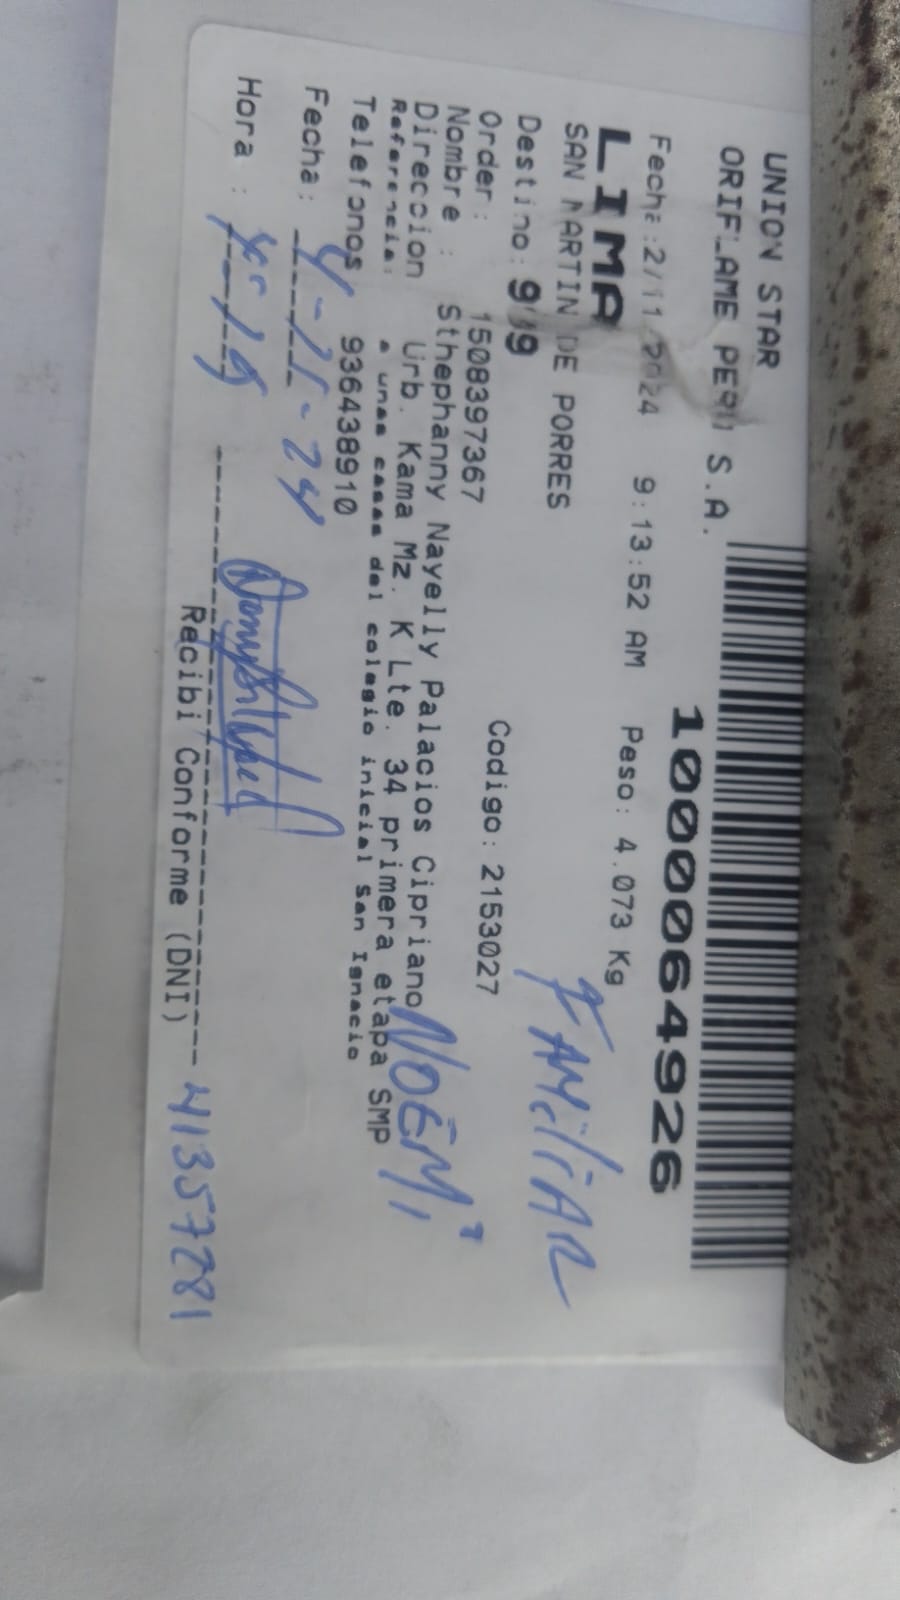 UNION STAR
ORIFLAME PERU S.A.
1000064926
Fecha:2/11/2024 9:13:52 AM Peso: 4.073 Kg
LIMA
SAN MARTIN DE PORRES
FAMiliAR
Destino: 989
Order: 1508397367 Codigo: 2153027
Nombre : Sthephanny Nayelly Palacios Cipriano
NOEMi
Direccion Urb. Kama Mz. K Lte. 34 primera etapa SMP
Referencia: a unas casas del colegio inicial San Ignacio
Telefonos 936438910
Fecha: 4-11-24
Hora :
Recibi Conforme (DNI) 41357281